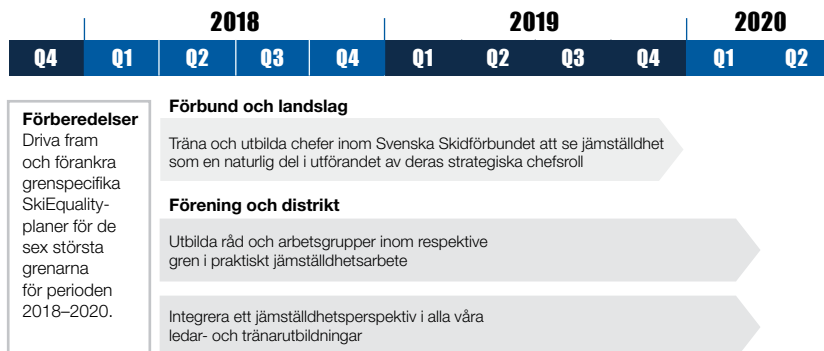 2018 2019 2020
Q4 Q1 Q2 Q3 Q4 Q1 Q2 Q3 Q4 Q1 Q2
Förberedelser
Driva fram
och förankra
grenspecifika
SkiEquality-
planer för de
sex största
grenarna
för perioden
2018–2020.
Förbund och landslag
Träna och utbilda chefer inom Svenska Skidförbundet att se jämställdhet
som en naturlig del i utförandet av deras strategiska chefsroll
Förening och distrikt
Utbilda råd och arbetsgrupper inom respektive
gren i praktiskt jämställdhetsarbete
Integrera ett jämställdhetsperspektiv i alla våra
ledar- och tränarutbildningar